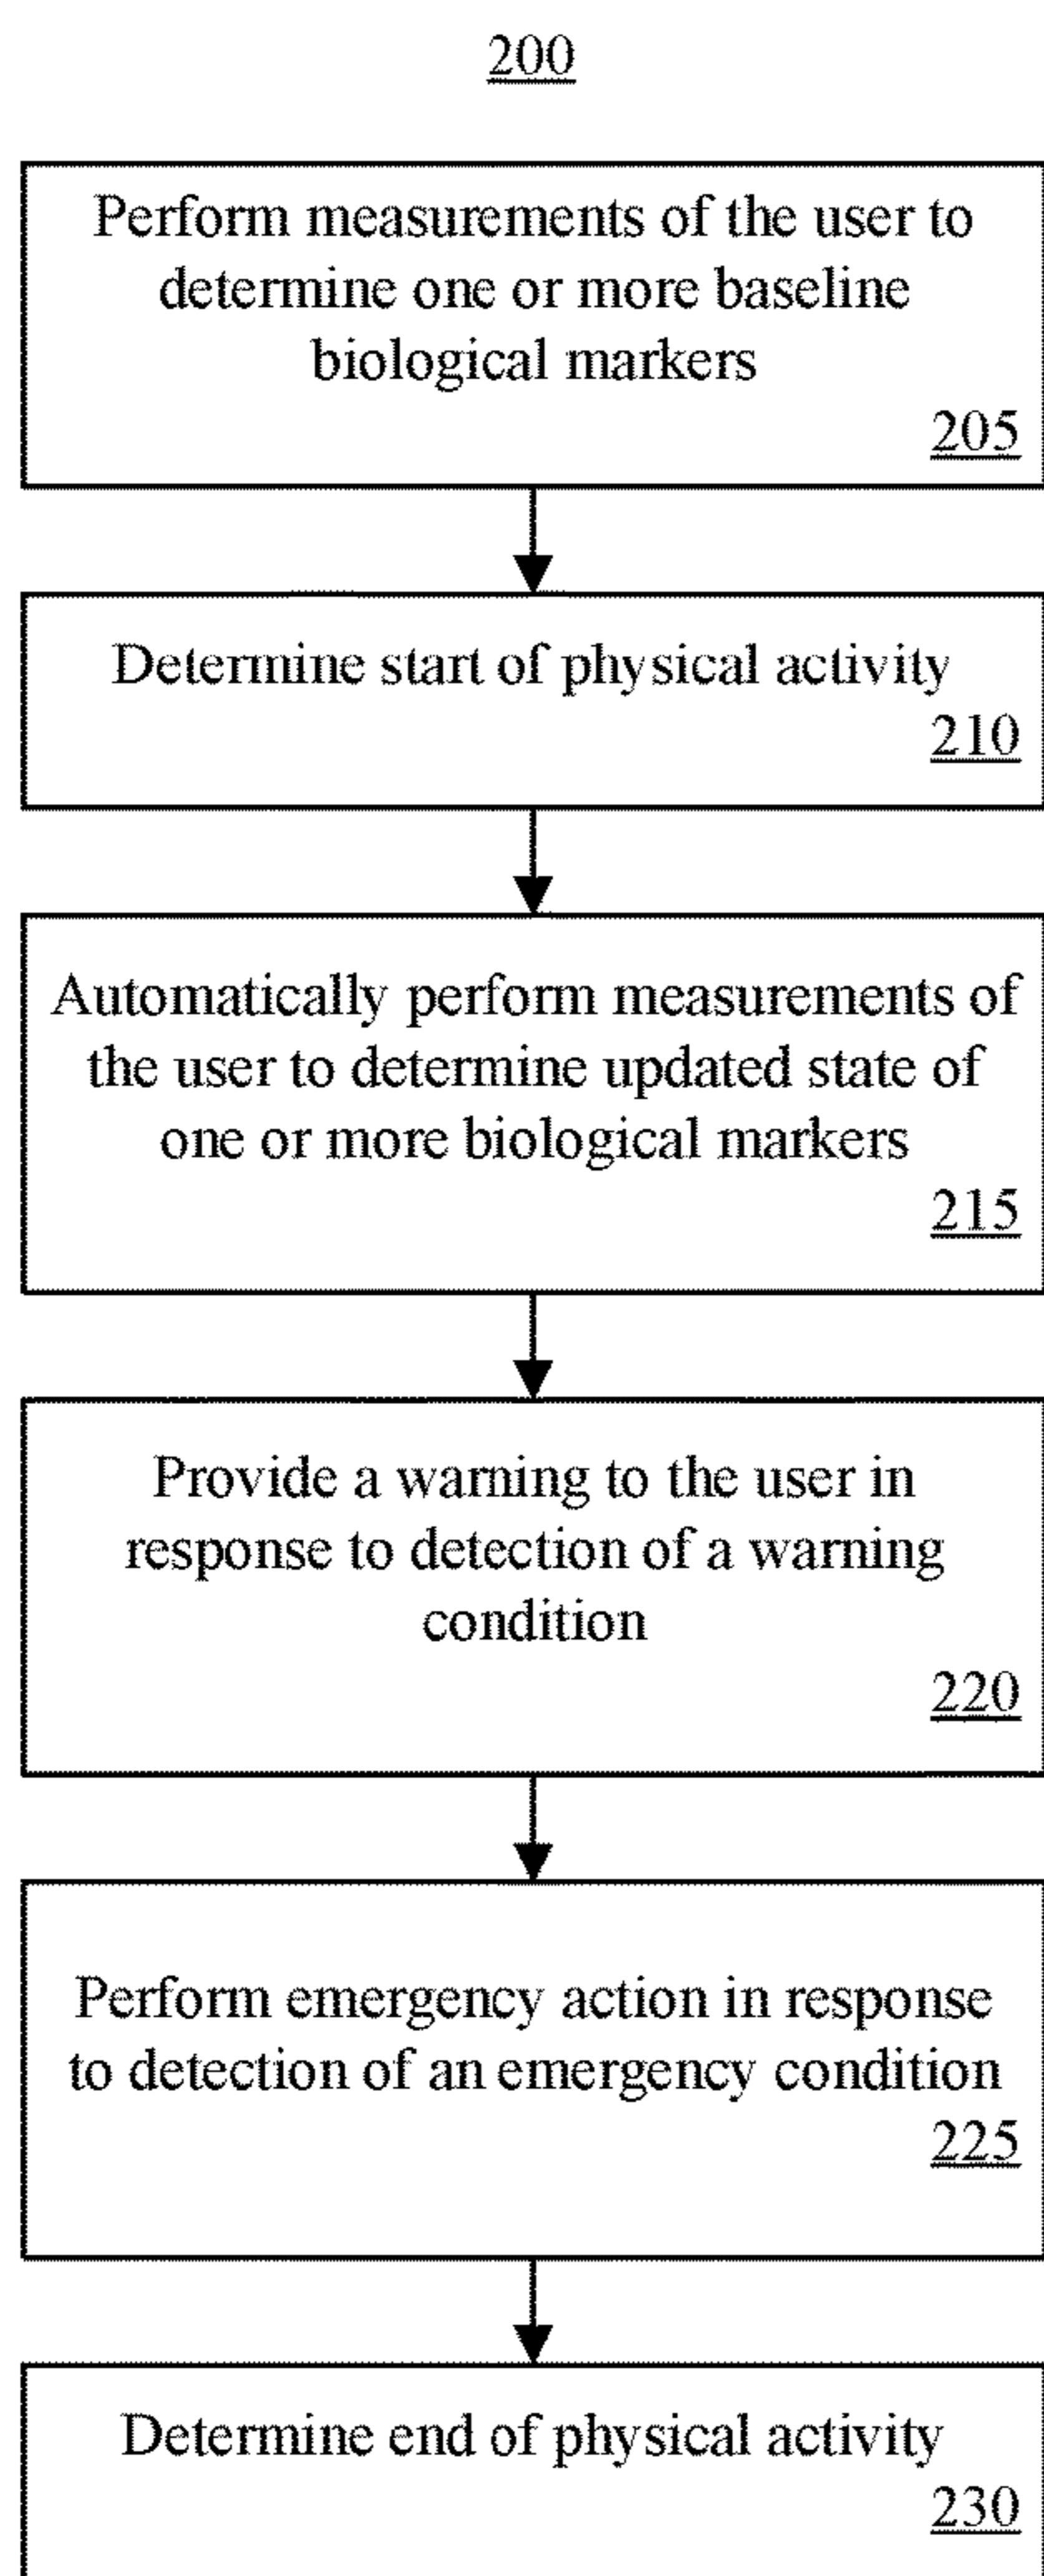 200
Perform measurements of the user to
determine one or more baseline
biological markers
205
Determine start of physical activity
210
Automatically perform measurements of
the user to determine updated state of
one or more biological markers
215
Provide a warning to the user in
response to detection of a warning
condition
220
Perform emergency action in response
to detection of an emergency condition
225
Determine end of physical activity
230